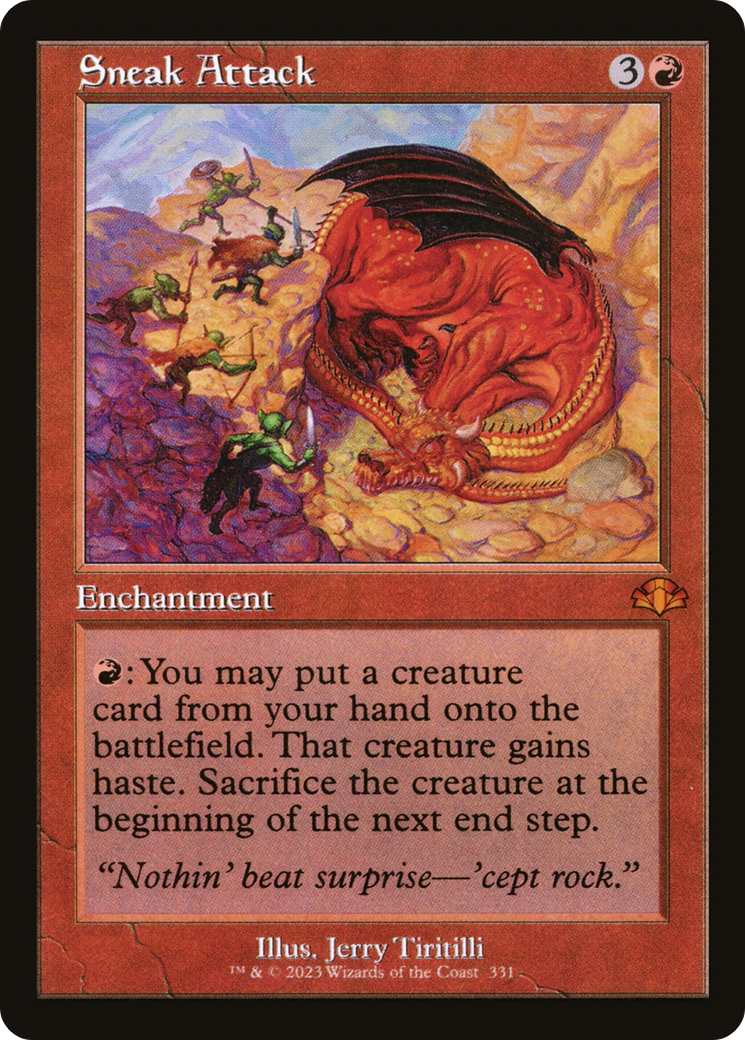 Sneak Attack
3
Enchantment
: You may put a creature
card from your hand onto the
battlefield. That creature gains
haste. Sacrifice the creature at the
beginning of the next end step.
“Nothin’ beat surprise—’cept rock.”
Illus. Jerry Tiritilli
™ & © 2023 Wizards of the Coast 331